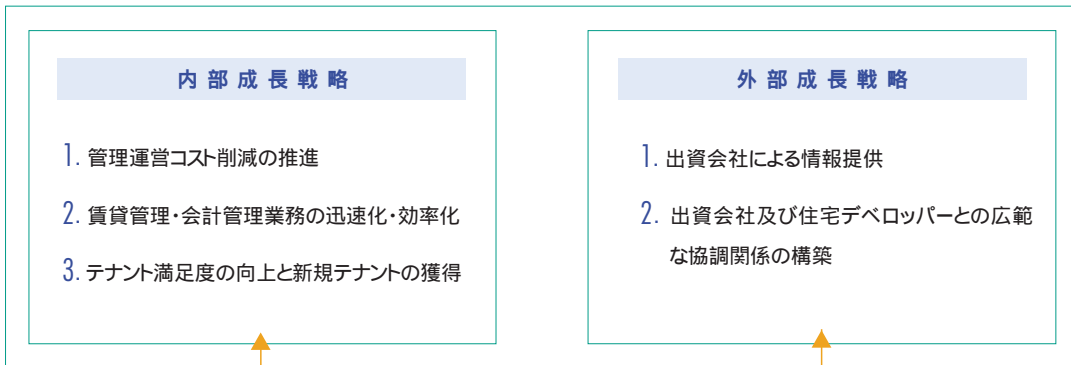 内部成長戦略
1. 管理運営コスト削減の推進
2. 賃貸管理・会計管理業務の迅速化・効率化
3. テナント満足度の向上と新規テナントの獲得
外部成長戦略
1. 出資会社による情報提供
2. 出資会社及び住宅デベロッパーとの広範
な協調関係の構築